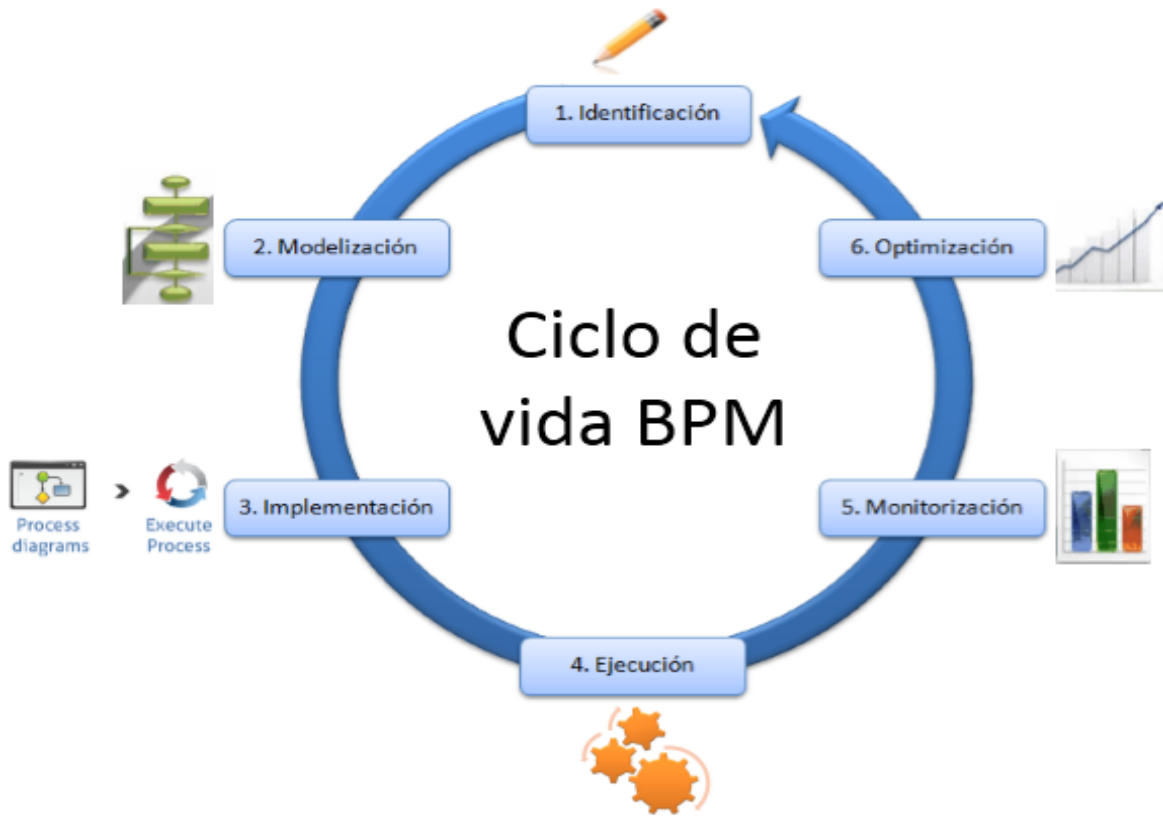 1. Identificación
2. Modelización
6. Optimización
Ciclo de
vida BPM
Process
diagrams
Execute
Process
3. Implementación
5. Monitorización
4. Ejecución